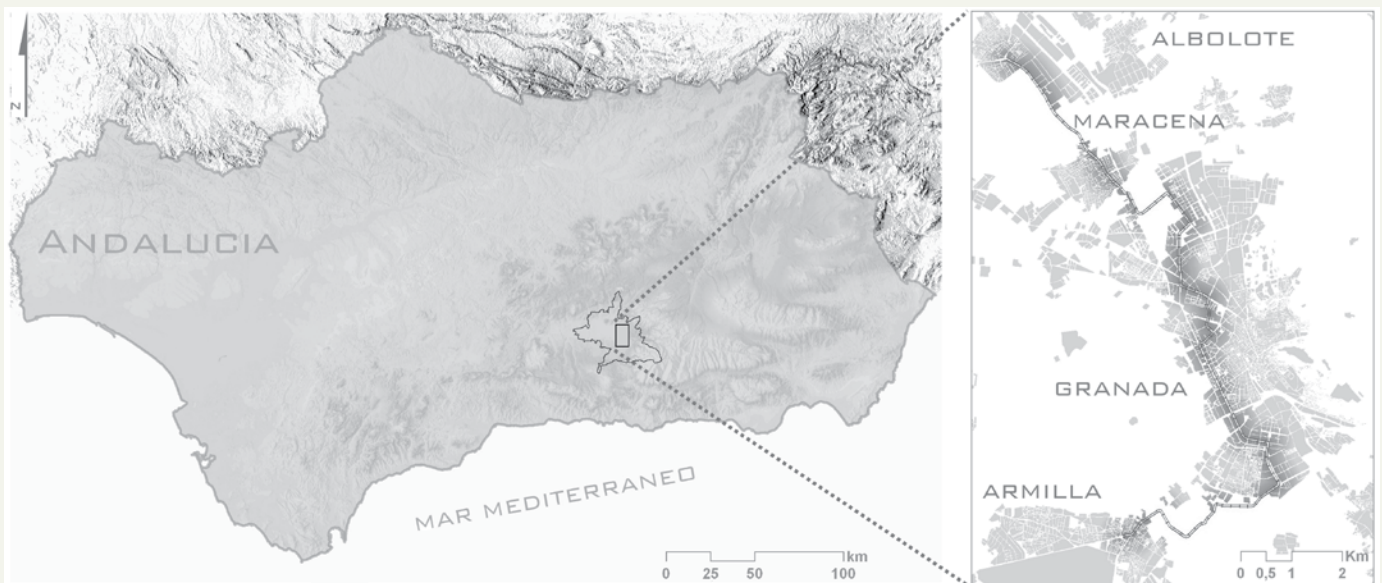 N
ANDALUCIA
MAR MEDITERRANEO
km
0 25 50 100
ALBOLOTE
MARACENA
GRANADA
ARMILLA
Km
0 0,5 1 2